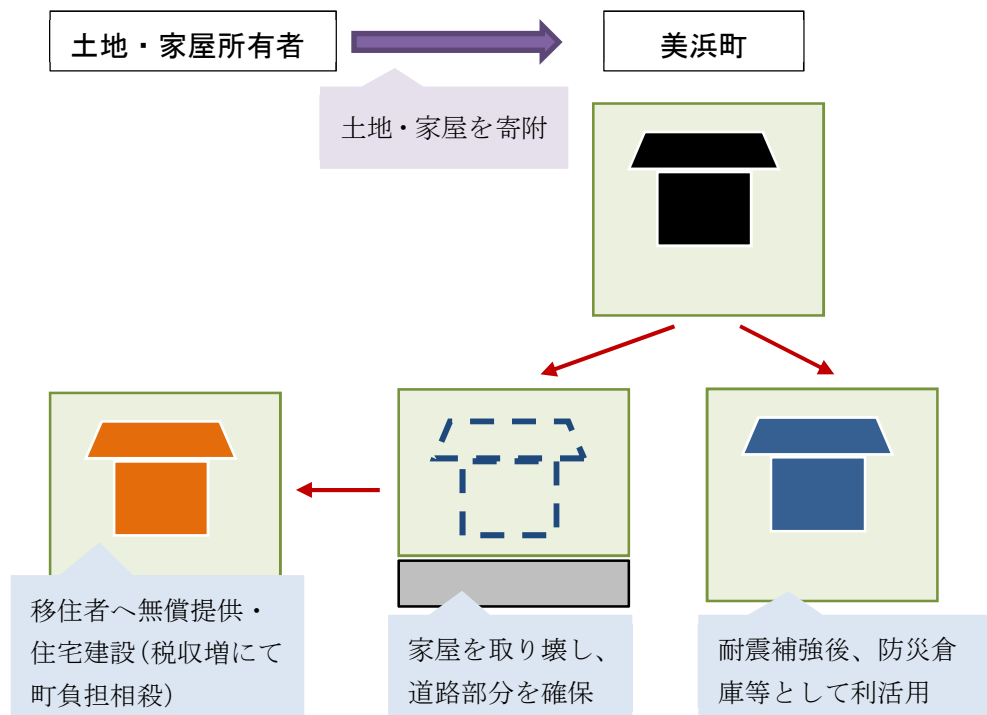 土地・家屋所有者
美浜町
土地・家屋を寄附
移住者へ無償提供・
住宅建設(税収増にて
町負担相殺)
家屋を取り壊し、
道路部分を確保
耐震補強後、防災倉
庫等として利活用